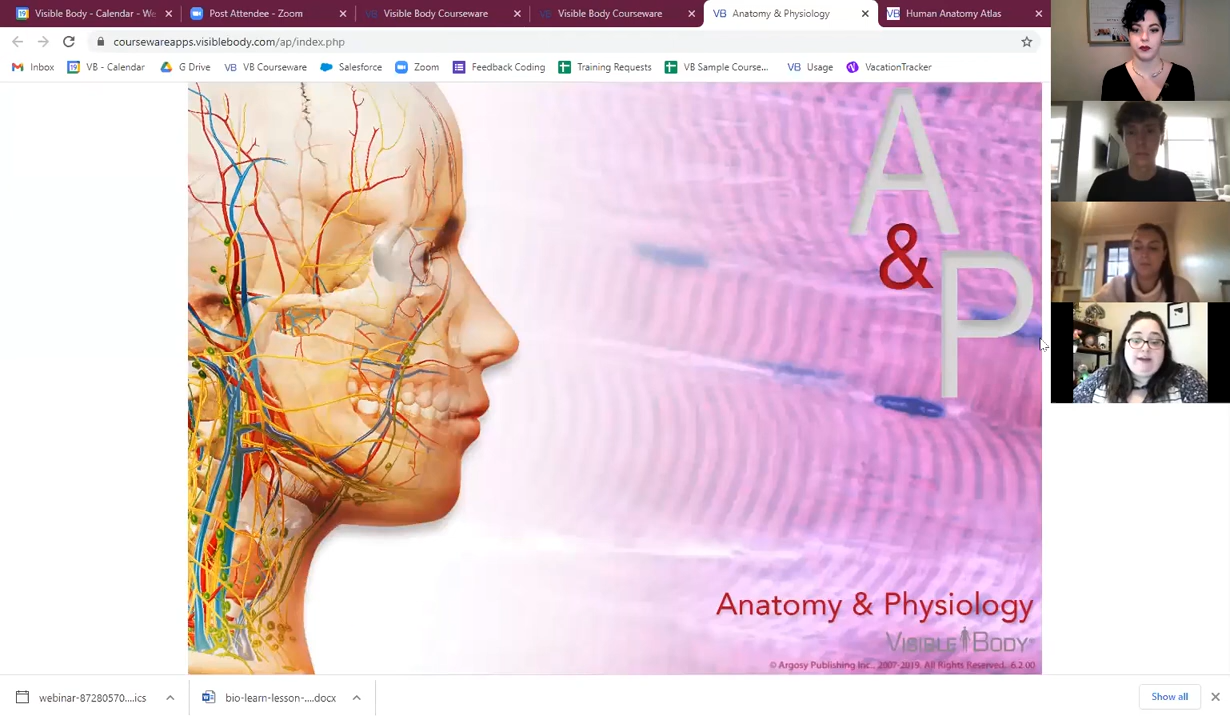 Visible Body - Calendar - We
Post Attendee - Zoom
Visible Body Courseware
Visible Body Courseware
Anatomy & Physiology
Human Anatomy Atlas
coursewareapps.visiblebody.com/ap/index.php
Inbox
VB - Calendar
G Drive
VB Courseware
Salesforce
Zoom
Feedback Coding
Training Requests
VB Sample Course...
Usage
VacationTracker
A
&
P
Anatomy & Physiology
VISIBLE BODY
© Argosy Publishing Inc., 2007-2019. All Rights Reserved. 6.2.00
webinar-87280570....ics
bio-learn-lesson-....docx
Show all